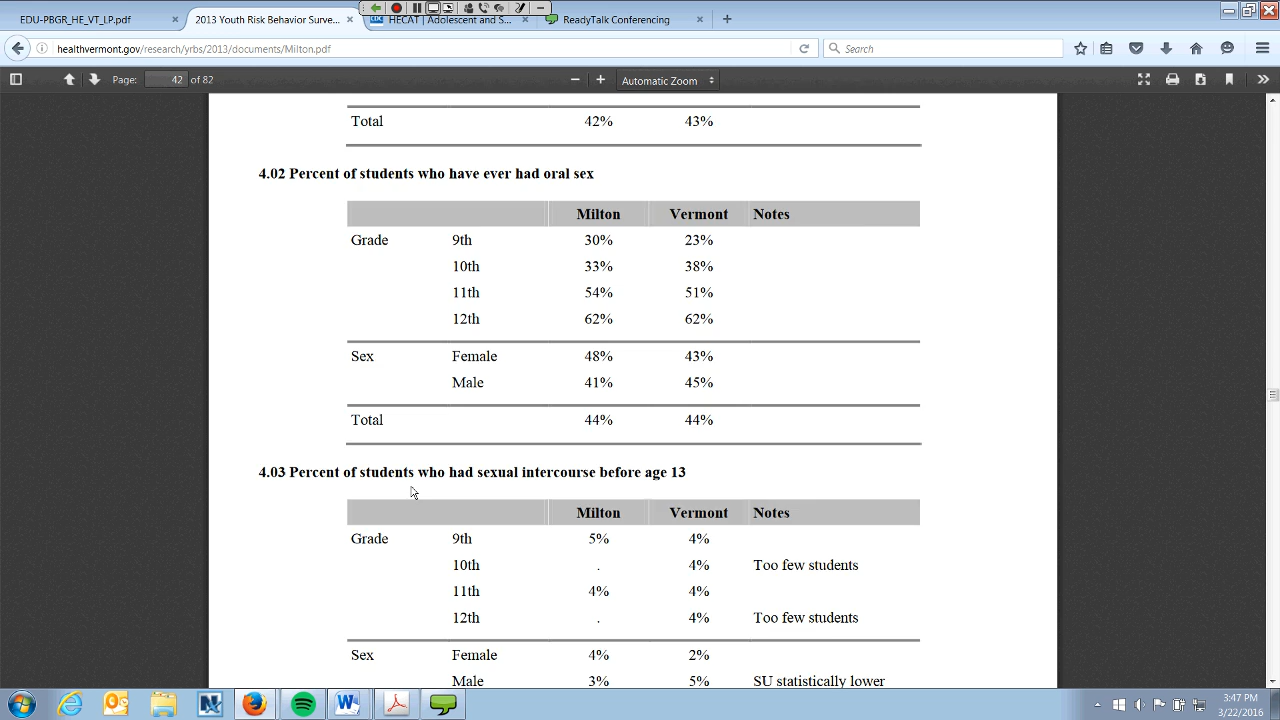 EDU-PBGR_HE_VT_LP.pdf × 2013 Youth Risk Behavior Surve... × HECAT | Adolescent and S... × ReadyTalk Conferencing × +
healthvermont.gov/research/yrbs/2013/documents/Milton.pdf Search
Page: 42 of 82 Automatic Zoom
Total 42% 43%
4.02 Percent of students who have ever had oral sex
Milton Vermont Notes
Grade 9th 30% 23%
10th 33% 38%
11th 54% 51%
12th 62% 62%
Sex Female 48% 43%
Male 41% 45%
Total 44% 44%
4.03 Percent of students who had sexual intercourse before age 13
Milton Vermont Notes
Grade 9th 5% 4%
10th . 4% Too few students
11th 4% 4%
12th . 4% Too few students
Sex Female 4% 2%
Male 3% 5% SU statistically lower
3:47 PM
3/22/2016